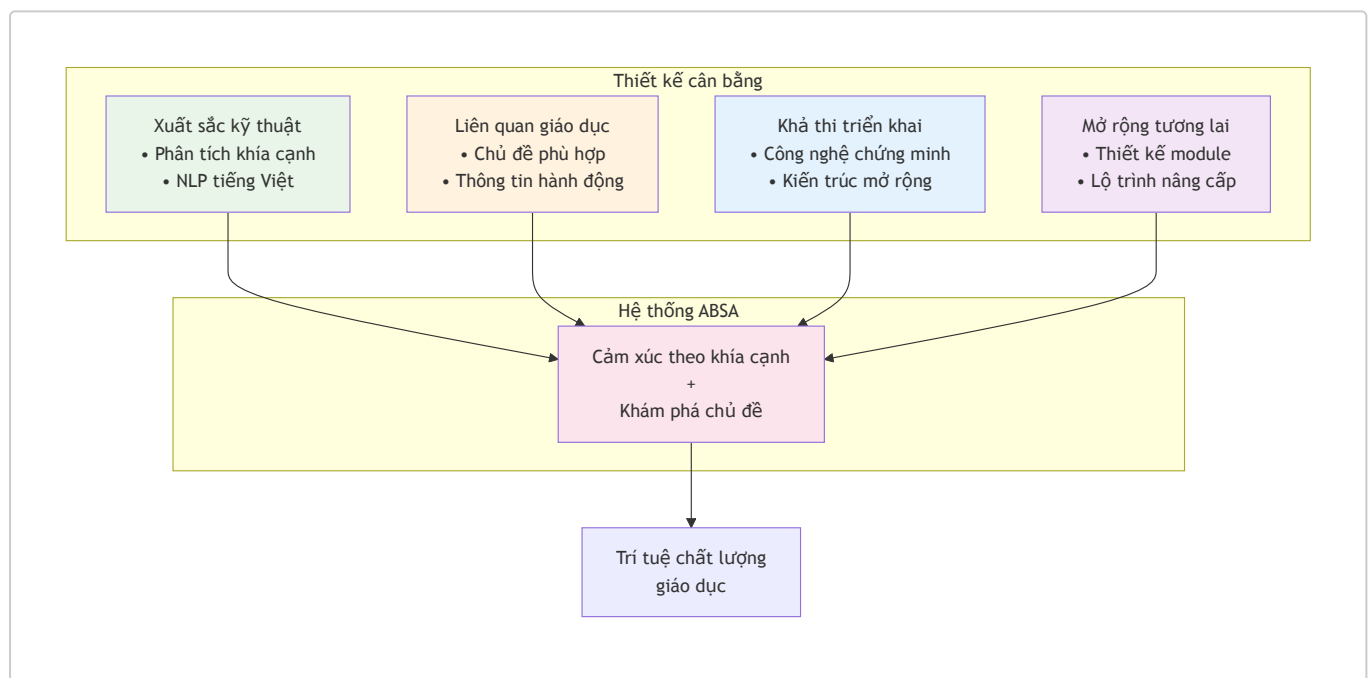 Thiết kế cân bằng
Xuất sắc kỹ thuật
• Phân tích khía cạnh
• NLP tiếng Việt
Liên quan giáo dục
• Chủ đề phù hợp
• Thông tin hành động
Khả thi triển khai
• Công nghệ chứng minh
• Kiến trúc mở rộng
Mở rộng tương lai
• Thiết kế module
• Lộ trình nâng cấp
Hệ thống ABSA
Cảm xúc theo khía cạnh
+
Khám phá chủ đề
Trí tuệ chất lượng
giáo dục